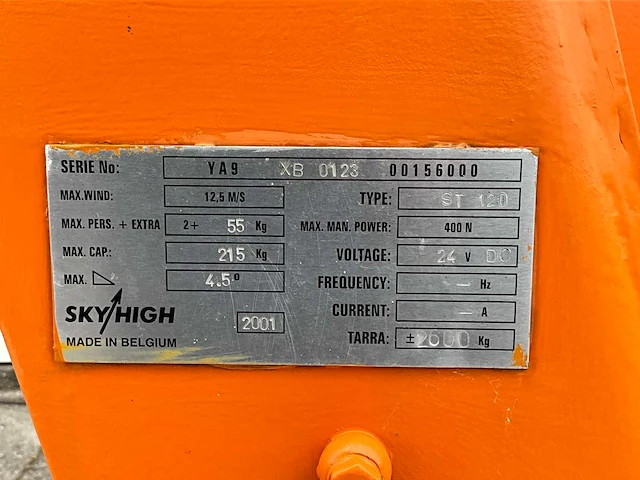 SERIE No: YA9 XB 0123 00156000
MAX.WIND: 12,5 M/S TYPE: ST 120
MAX. PERS. + EXTRA 2+ 55 Kg MAX. MAN. POWER: 400 N
MAX. CAP.: 215 Kg VOLTAGE: 24 V DC
MAX. 4.5° FREQUENCY: — Hz
SKY HIGH 2001 CURRENT: — A
MADE IN BELGIUM TARRA: ± Kg